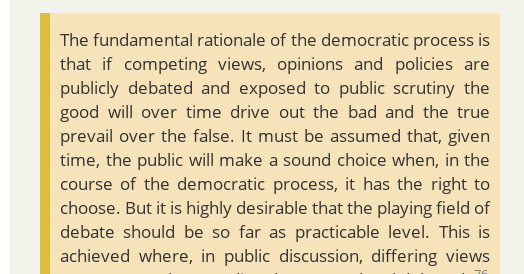 The fundamental rationale of the democratic process is
that if competing views, opinions and policies are
publicly debated and exposed to public scrutiny the
good will over time drive out the bad and the true
prevail over the false. It must be assumed that, given
time, the public will make a sound choice when, in the
course of the democratic process, it has the right to
choose. But it is highly desirable that the playing field of
debate should be so far as practicable level. This is
achieved where, in public discussion, differing views
76